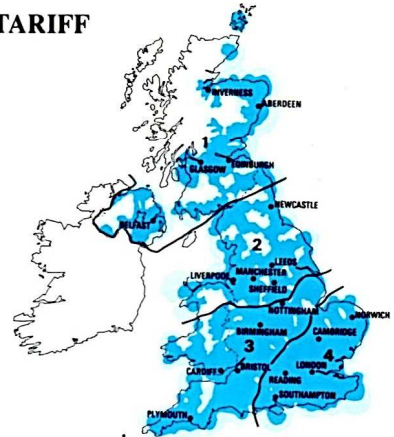 TARIFF
INVERNESS
ABERDEEN
1
GLASGOW
EDINBURGH
NEWCASTLE
BELFAST
2
LEEDS
LIVERPOOL
MANCHESTER
SHEFFIELD
NOTTINGHAM
NORWICH
BIRMINGHAM
CAMBRIDGE
3
4
CARDIFF
BRISTOL
LONDON
READING
SOUTHAMPTON
PLYMOUTH